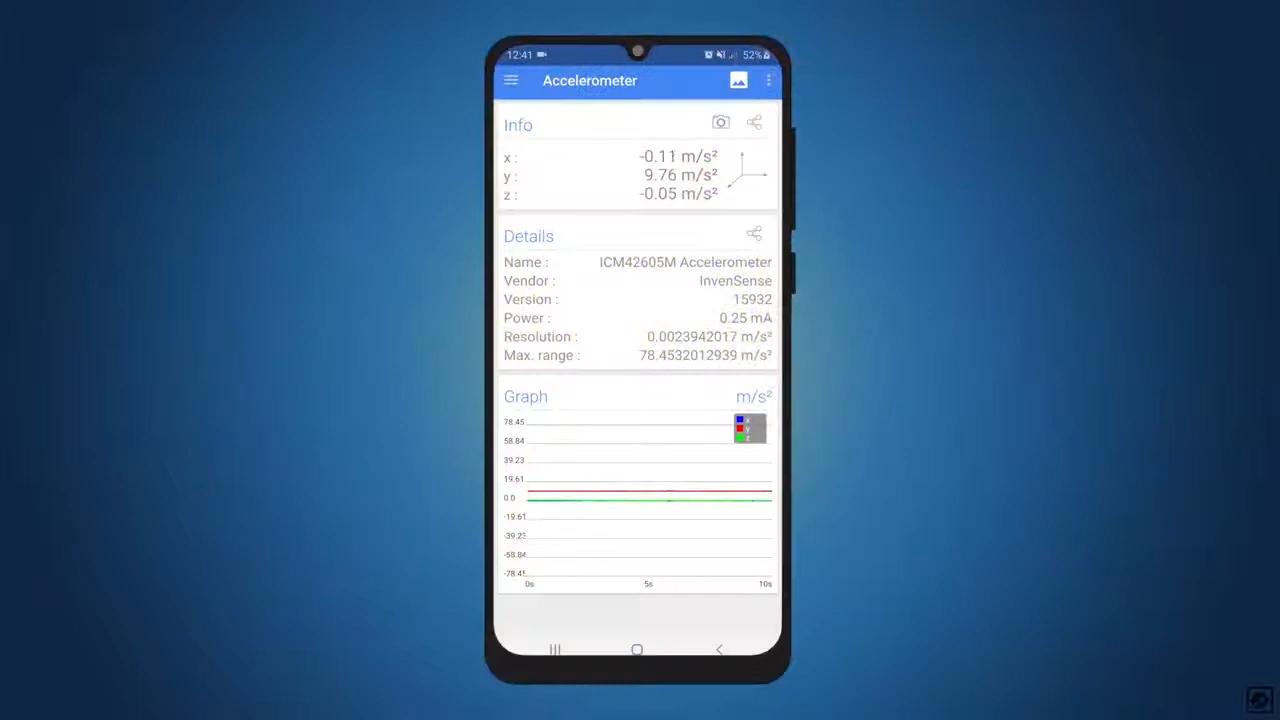 12:41 52%
Accelerometer
Info
x : -0.11 m/s²
y : 9.76 m/s²
z : -0.05 m/s²
Details
Name : ICM42605M Accelerometer
Vendor : InvenSense
Version : 15932
Power : 0.25 mA
Resolution : 0.0023942017 m/s²
Max. range : 78.4532012939 m/s²
Graph m/s²
x
y
z
78.45
58.84
39.23
19.61
0.0
-19.61
-39.23
-58.84
-78.45
0s 5s 10s